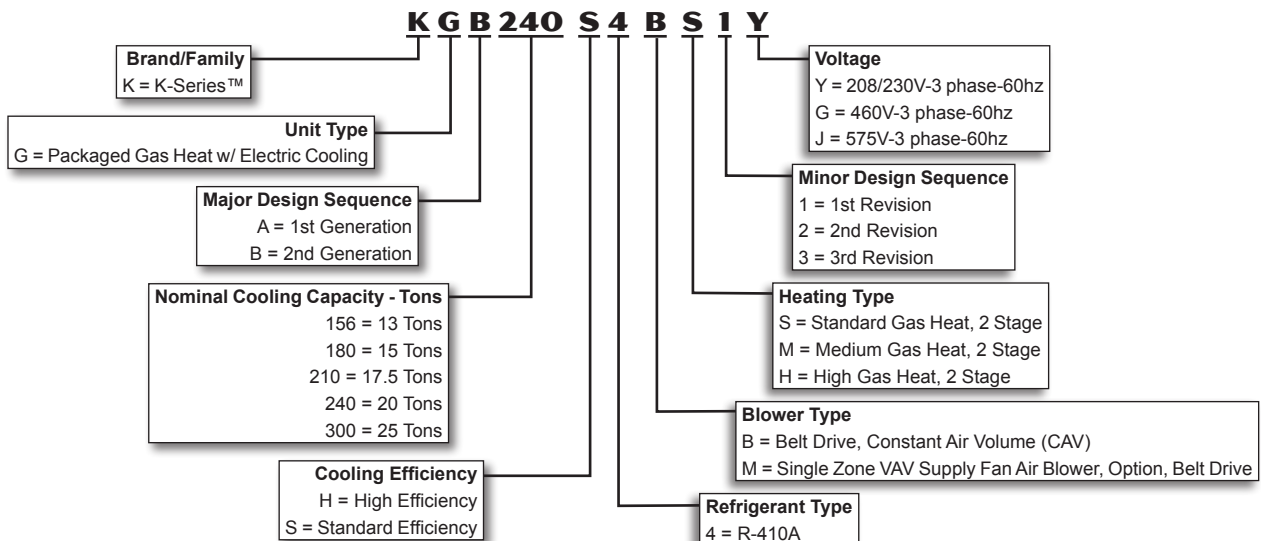 K G B 240 S 4 B S 1 Y
Brand/Family
K = K-Series™
Unit Type
G = Packaged Gas Heat w/ Electric Cooling
Major Design Sequence
A = 1st Generation
B = 2nd Generation
Nominal Cooling Capacity - Tons
156 = 13 Tons
180 = 15 Tons
210 = 17.5 Tons
240 = 20 Tons
300 = 25 Tons
Cooling Efficiency
H = High Efficiency
S = Standard Efficiency
Voltage
Y = 208/230V-3 phase-60hz
G = 460V-3 phase-60hz
J = 575V-3 phase-60hz
Minor Design Sequence
1 = 1st Revision
2 = 2nd Revision
3 = 3rd Revision
Heating Type
S = Standard Gas Heat, 2 Stage
M = Medium Gas Heat, 2 Stage
H = High Gas Heat, 2 Stage
Blower Type
B = Belt Drive, Constant Air Volume (CAV)
M = Single Zone VAV Supply Fan Air Blower, Option, Belt Drive
Refrigerant Type
4 = R-410A